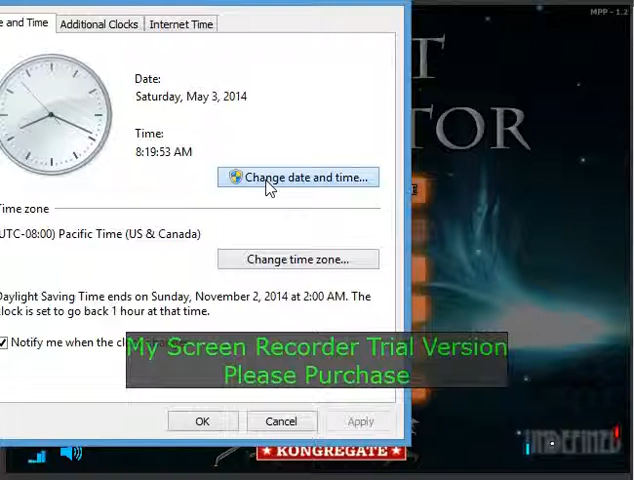 e and Time
Additional Clocks
Internet Time
MPP - 1.2
Date:
Saturday, May 3, 2014
Time:
8:19:53 AM
Change date and time...
Time zone
UTC-08:00) Pacific Time (US & Canada)
Change time zone...
Daylight Saving Time ends on Sunday, November 2, 2014 at 2:00 AM. The
clock is set to go back 1 hour at that time.
Notify me when the
My Screen Recorder Trial Version
Please Purchase
OK
Cancel
Apply
T
TOR
KONGREGATE
UNDEFINED